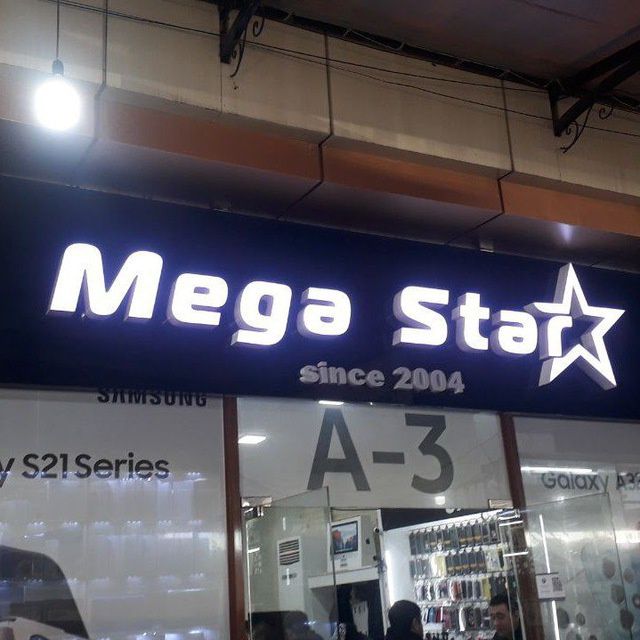 Mega Star
since 2004
SAMSUNG
y S21 Series
A-3
Galaxy